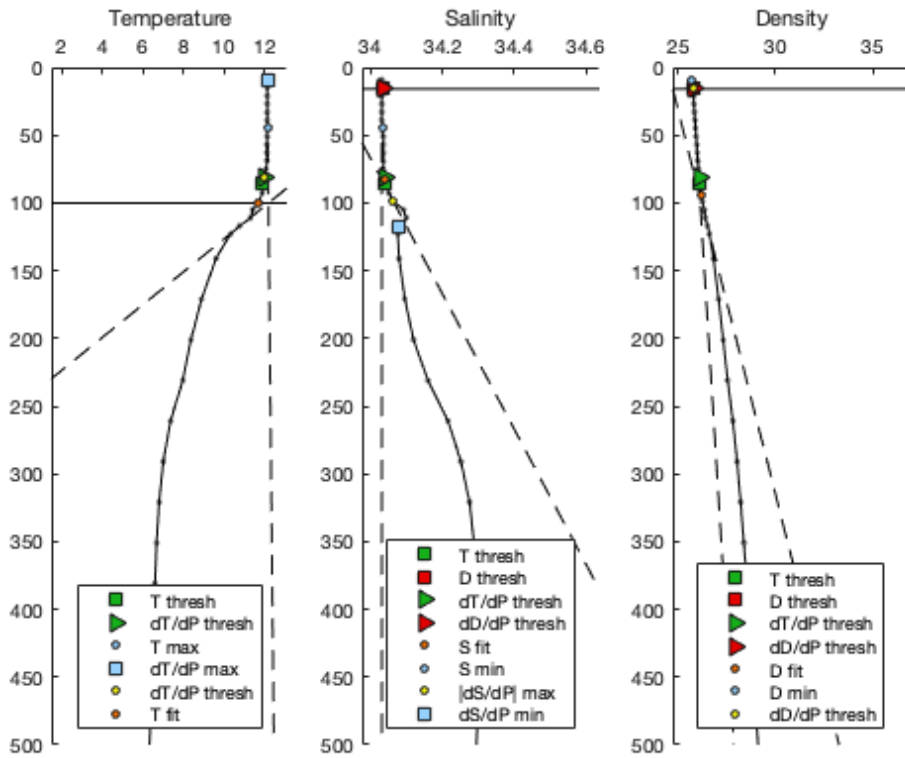 Temperature
Salinity
Density
2 4 6 8 10 12
34 34.2 34.4 34.6
25 30 35
0
50
100
150
200
250
300
350
400
450
500
T thresh
dT/dP thresh
T max
dT/dP max
dT/dP thresh
T fit
0
50
100
150
200
250
300
350
400
450
500
T thresh
D thresh
dT/dP thresh
dD/dP thresh
S fit
S min
|dS/dP| max
dS/dP min
0
50
100
150
200
250
300
350
400
450
500
T thresh
D thresh
dT/dP thresh
dD/dP thresh
D fit
D min
dD/dP thresh